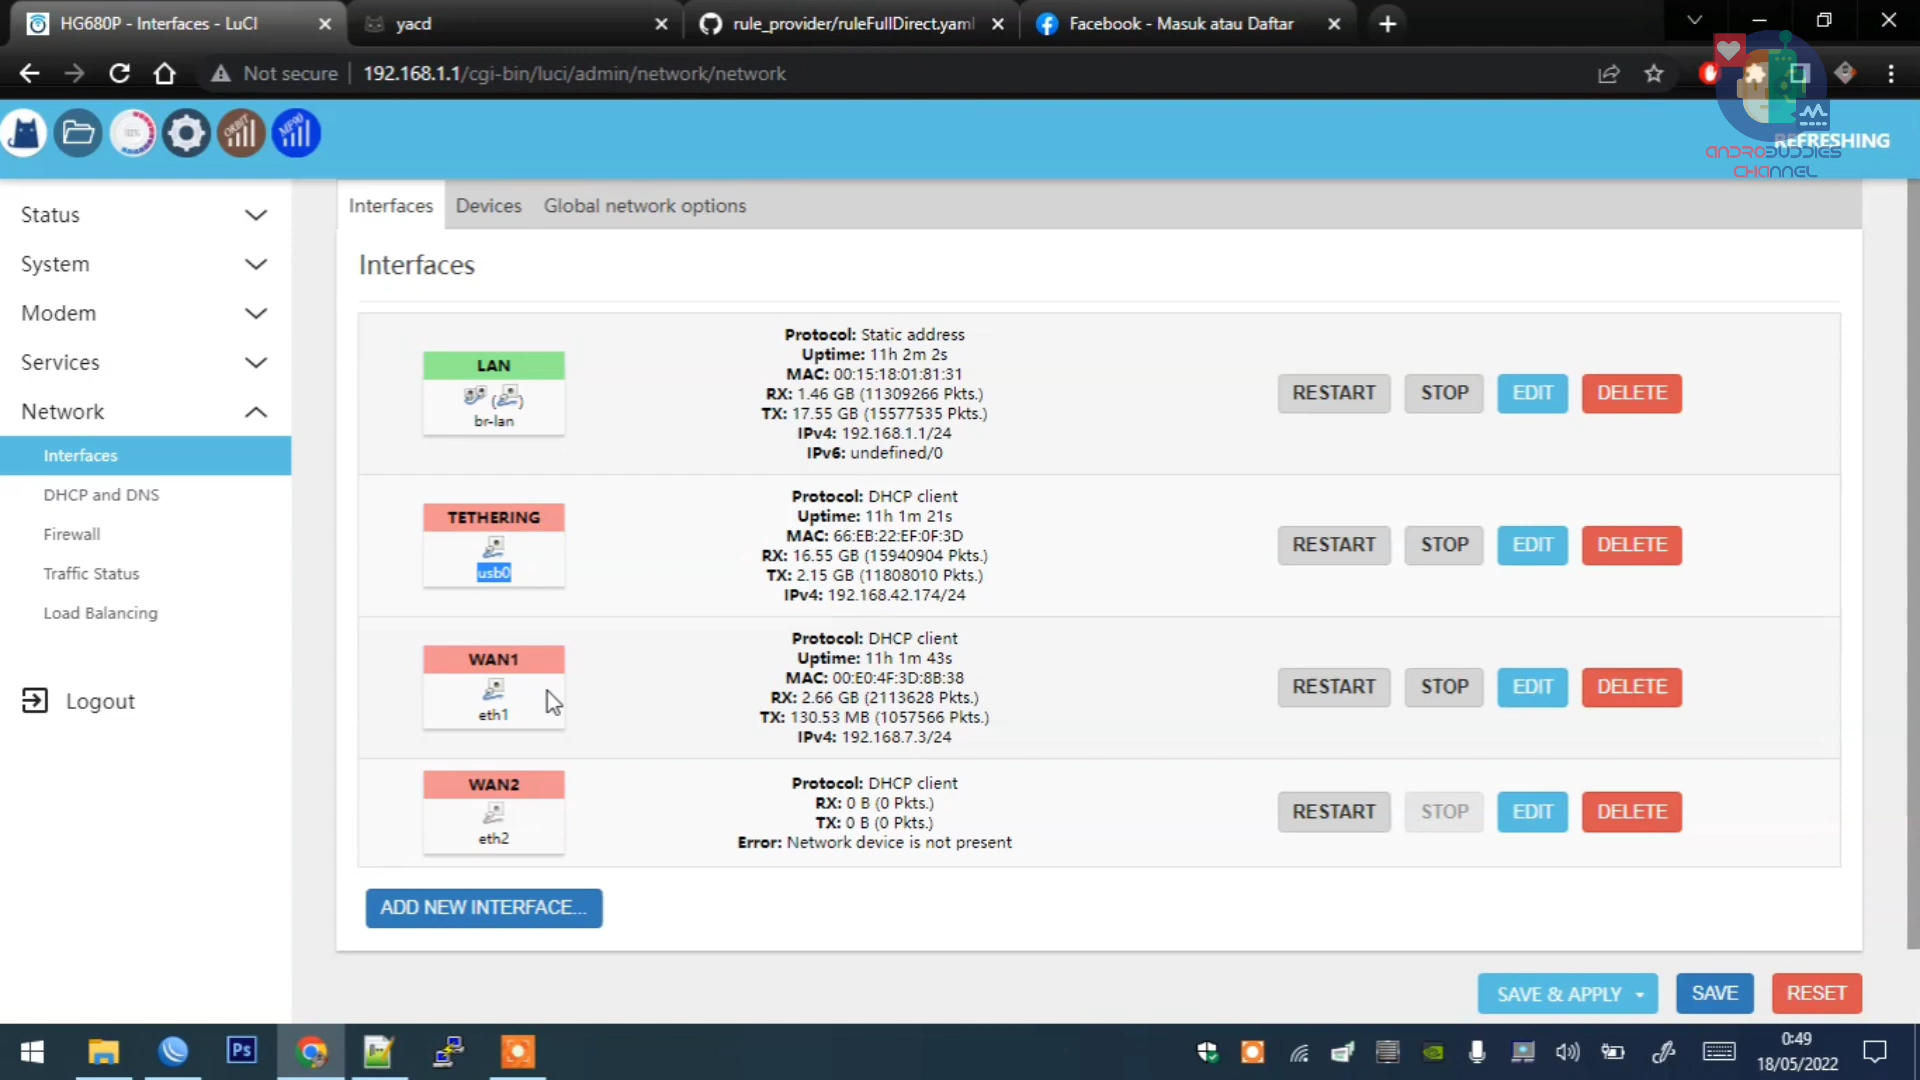 HG680P - Interfaces - LuCI
yacd
rule_provider/ruleFullDirect.yaml
Facebook - Masuk atau Daftar
Not secure
192.168.1.1/cgi-bin/luci/admin/network/network
ORBIT
MF90
REFRESHING
ANDROBUDDIES
CHANNEL
Status
System
Modem
Services
Network
Interfaces
DHCP and DNS
Firewall
Traffic Status
Load Balancing
Logout
Interfaces Devices Global network options
Interfaces
LAN
br-lan
Protocol: Static address
Uptime: 11h 2m 2s
MAC: 00:15:18:01:81:31
RX: 1.46 GB (11309266 Pkts.)
TX: 17.55 GB (15577535 Pkts.)
IPv4: 192.168.1.1/24
IPv6: undefined/0
RESTART STOP EDIT DELETE
TETHERING
usb0
Protocol: DHCP client
Uptime: 11h 1m 21s
MAC: 66:EB:22:EF:0F:3D
RX: 16.55 GB (15940904 Pkts.)
TX: 2.15 GB (11808010 Pkts.)
IPv4: 192.168.42.174/24
RESTART STOP EDIT DELETE
WAN1
eth1
Protocol: DHCP client
Uptime: 11h 1m 43s
MAC: 00:E0:4F:3D:8B:38
RX: 2.66 GB (2113628 Pkts.)
TX: 130.53 MB (1057566 Pkts.)
IPv4: 192.168.7.3/24
RESTART STOP EDIT DELETE
WAN2
eth2
Protocol: DHCP client
RX: 0 B (0 Pkts.)
TX: 0 B (0 Pkts.)
Error: Network device is not present
RESTART STOP EDIT DELETE
ADD NEW INTERFACE...
SAVE & APPLY SAVE RESET
Ps
0:49
18/05/2022